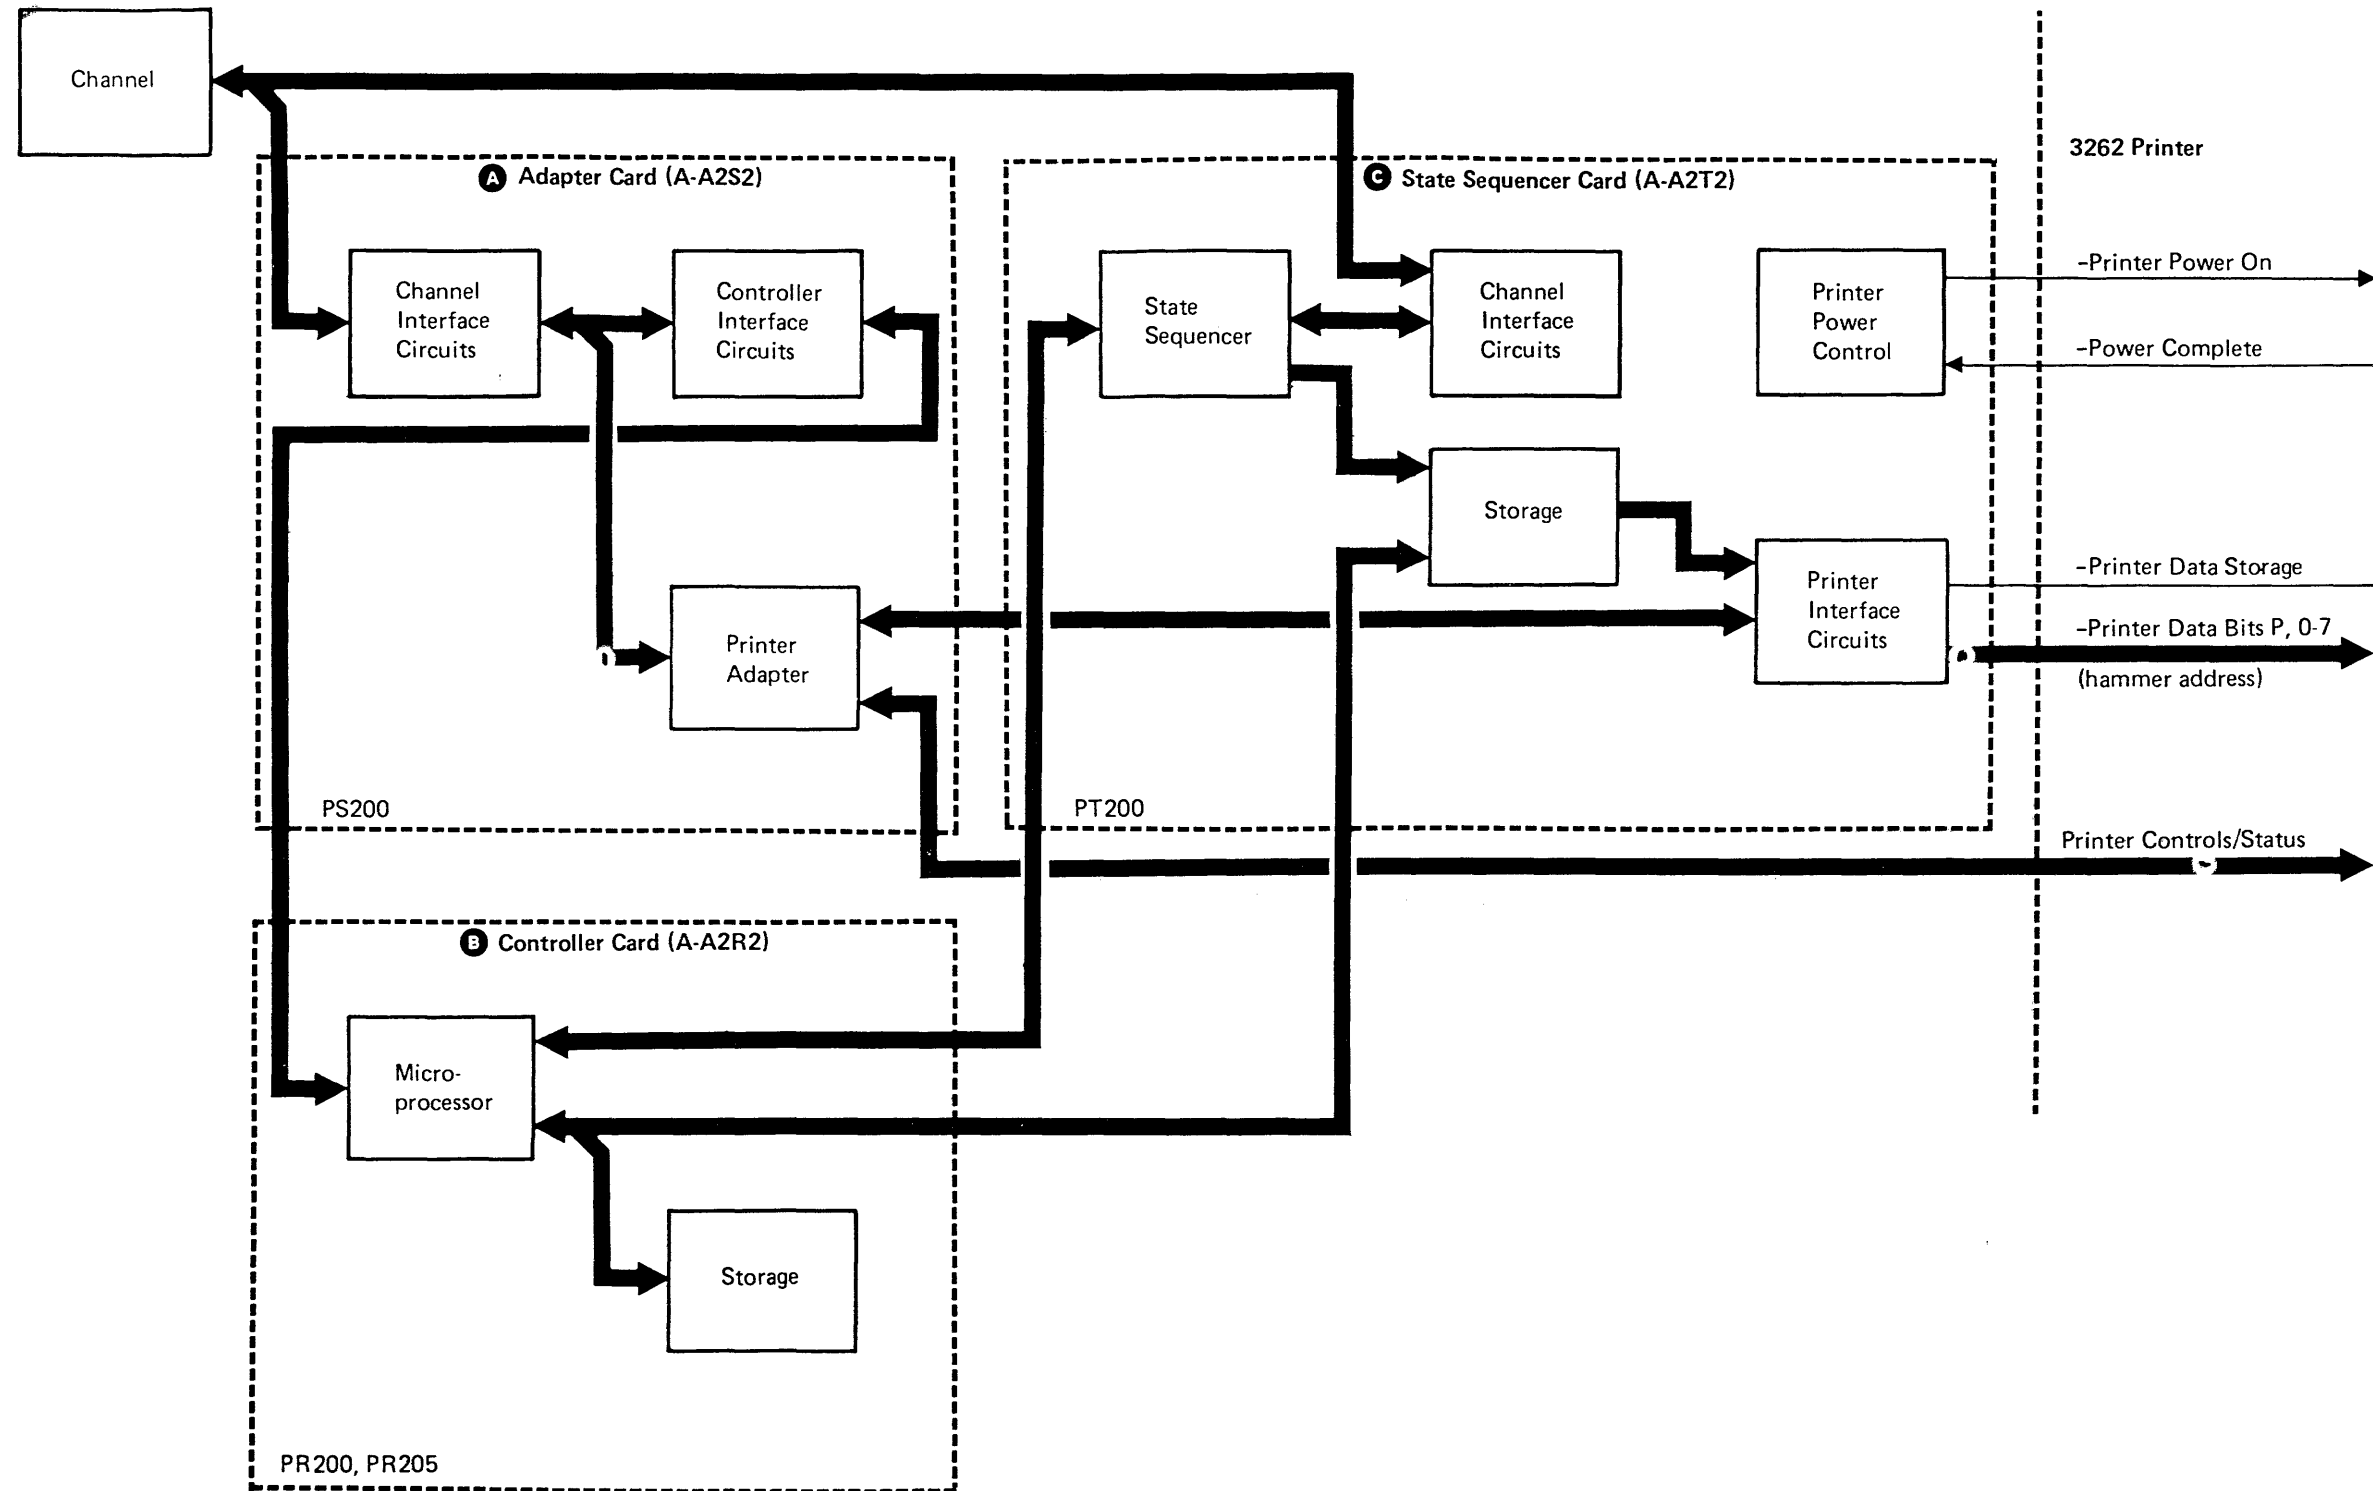 Channel
3262 Printer
A Adapter Card (A-A2S2)
C State Sequencer Card (A-A2T2)
Channel
Interface
Circuits
Controller
Interface
Circuits
State
Sequencer
Channel
Interface
Circuits
Printer
Power
Control
–Printer Power On
–Power Complete
Storage
Printer
Interface
Circuits
–Printer Data Storage
–Printer Data Bits P, 0-7
(hammer address)
Printer
Adapter
PS200
PT200
Printer Controls/Status
B Controller Card (A-A2R2)
Micro-
processor
Storage
PR200, PR205